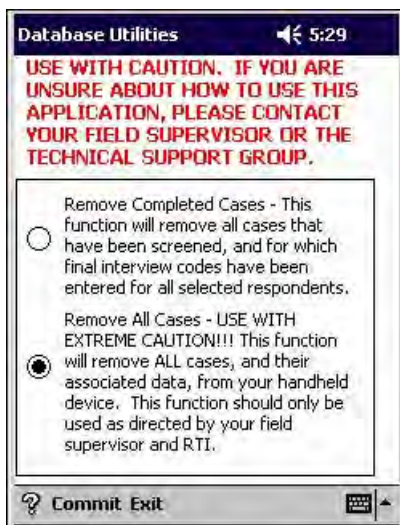 Database Utilities 5:29
USE WITH CAUTION. IF YOU ARE
UNSURE ABOUT HOW TO USE THIS
APPLICATION, PLEASE CONTACT
YOUR FIELD SUPERVISOR OR THE
TECHNICAL SUPPORT GROUP.
Remove Completed Cases - This
function will remove all cases that
have been screened, and for which
final interview codes have been
entered for all selected respondents.
Remove All Cases - USE WITH
EXTREME CAUTION!!! This function
will remove ALL cases, and their
associated data, from your handheld
device. This function should only be
used as directed by your field
supervisor and RTI.
? Commit Exit